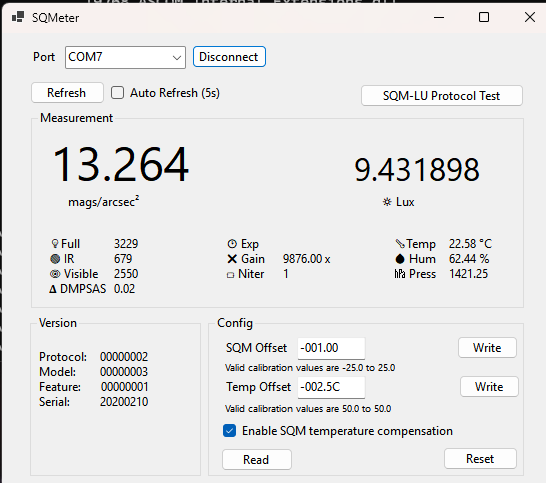 SQMeter
Port COM7 Disconnect
Refresh Auto Refresh (5s) SQM-LU Protocol Test
Measurement
13.264 9.431898
mags/arcsec² Lux
Full 3229 Exp Temp 22.58 °C
IR 679 Gain 9876.00 x Hum 62.44 %
Visible 2550 Niter 1 hPa Press 1421.25
Δ DMPSAS 0.02
Version
Protocol: 00000002
Model: 00000003
Feature: 00000001
Serial: 20200210
Config
SQM Offset -001.00 Write
Valid calibration values are -25.0 to 25.0
Temp Offset -002.5C Write
Valid calibration values are 50.0 to 50.0
Enable SQM temperature compensation
Read Reset